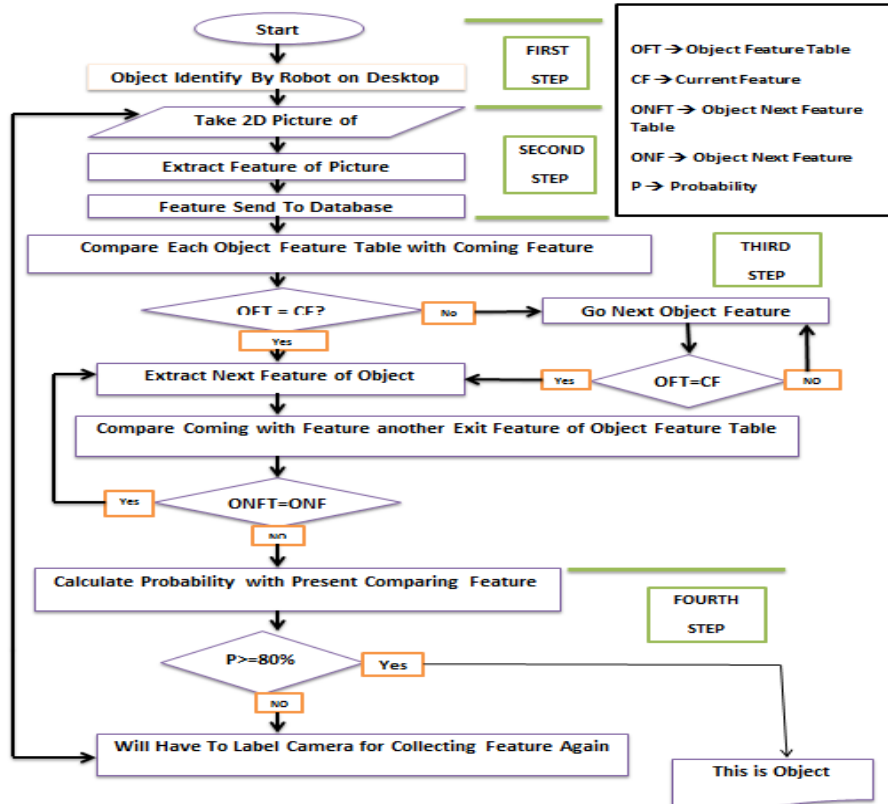 Start
FIRST
STEP
Object Identify By Robot on Desktop
Take 2D Picture of
Extract Feature of Picture
SECOND
STEP
Feature Send To Database
OFT → Object Feature Table
CF → Current Feature
ONFT → Object Next Feature
Table
ONF → Object Next Feature
P → Probability
Compare Each Object Feature Table with Coming Feature
THIRD
STEP
OFT = CF?
No
Go Next Object Feature
Yes
Extract Next Feature of Object
Yes
OFT=CF
NO
Compare Coming with Feature another Exit Feature of Object Feature Table
Yes
ONFT=ONF
NO
Calculate Probability with Present Comparing Feature
FOURTH
STEP
P>=80%
Yes
NO
Will Have To Label Camera for Collecting Feature Again
This is Object